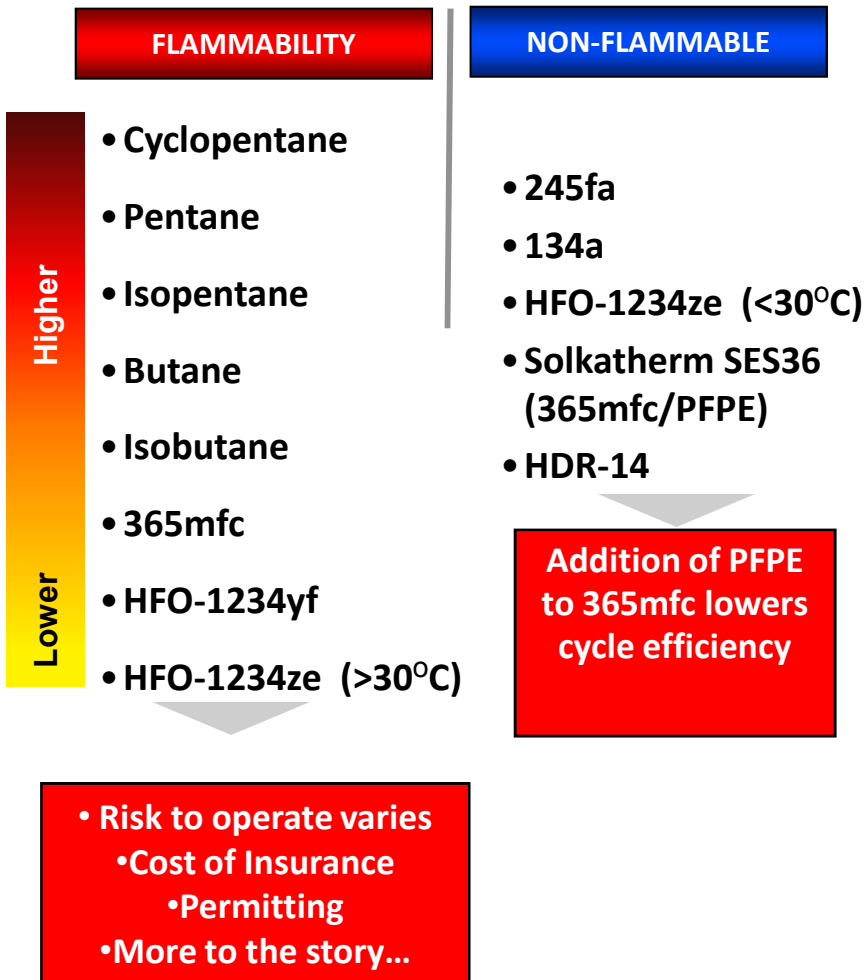 FLAMMABILITY
Higher
Lower
• Cyclopentane
• Pentane
• Isopentane
• Butane
• Isobutane
• 365mfc
• HFO-1234yf
• HFO-1234ze (>30ºC)
• Risk to operate varies
•Cost of Insurance
•Permitting
•More to the story…
NON-FLAMMABLE
• 245fa
• 134a
• HFO-1234ze (<30ºC)
• Solkatherm SES36
(365mfc/PFPE)
• HDR-14
Addition of PFPE
to 365mfc lowers
cycle efficiency